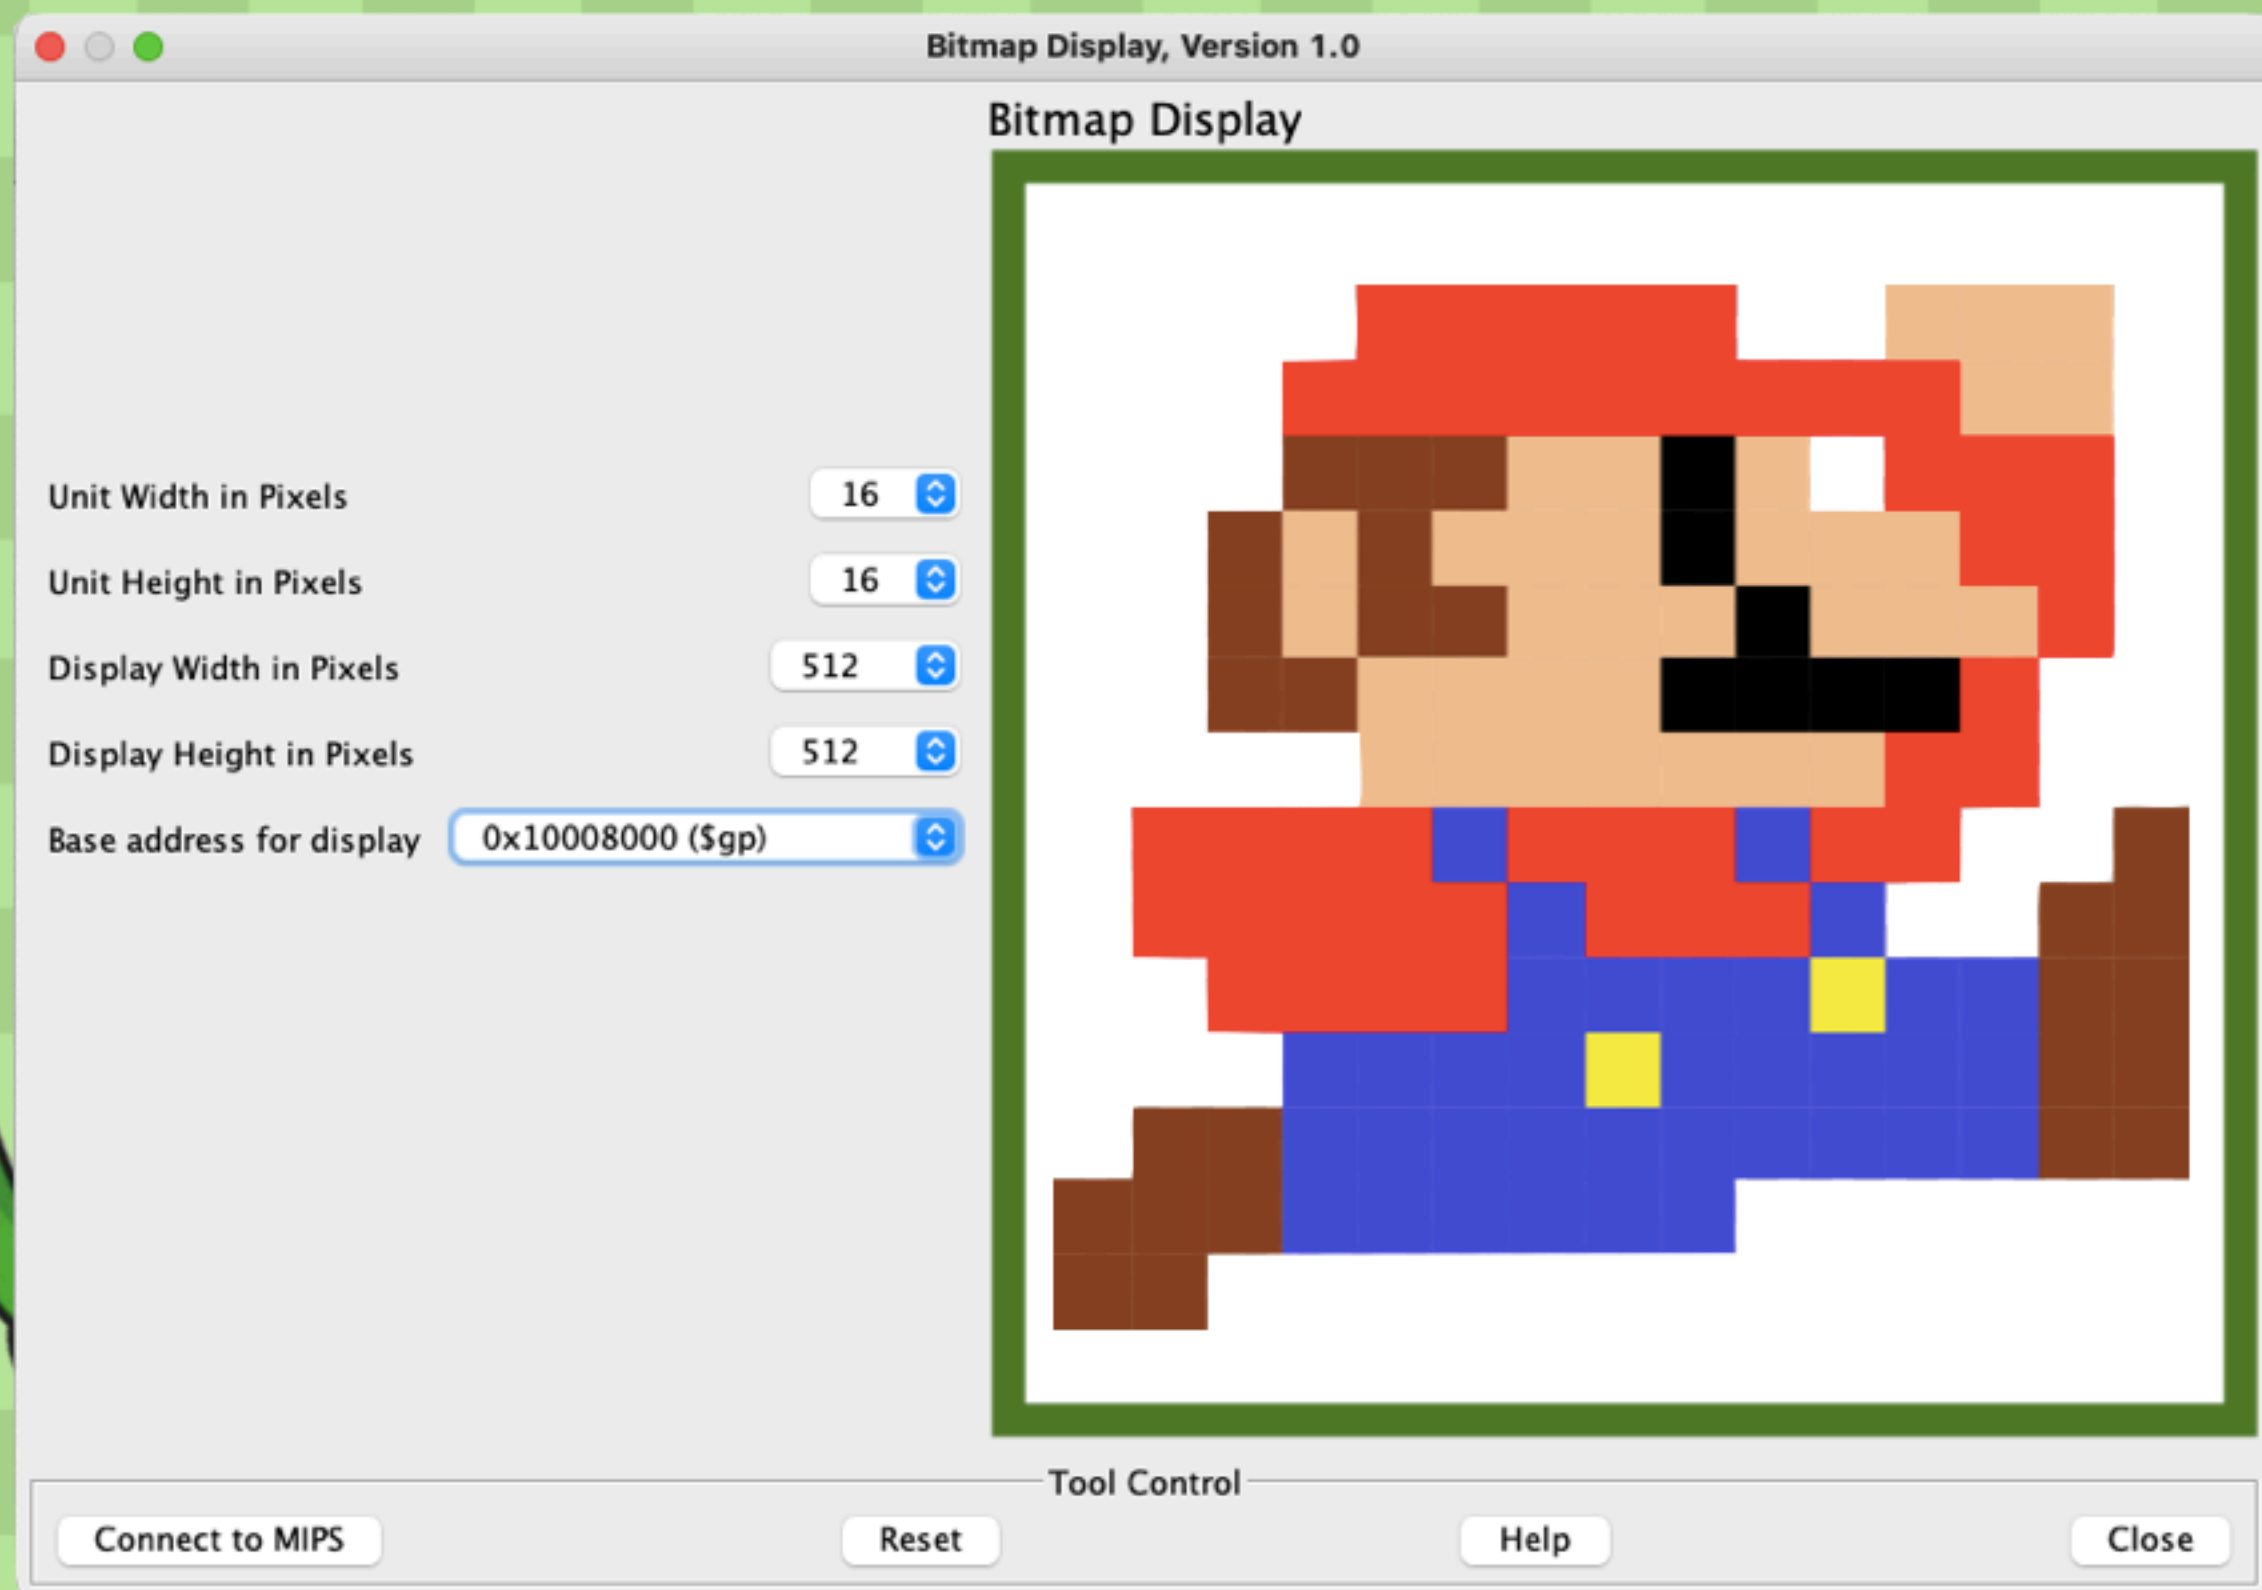 Bitmap Display, Version 1.0
Bitmap Display
Unit Width in Pixels 16
Unit Height in Pixels 16
Display Width in Pixels 512
Display Height in Pixels 512
Base address for display 0x10008000 ($gp)
Tool Control
Connect to MIPS Reset Help Close